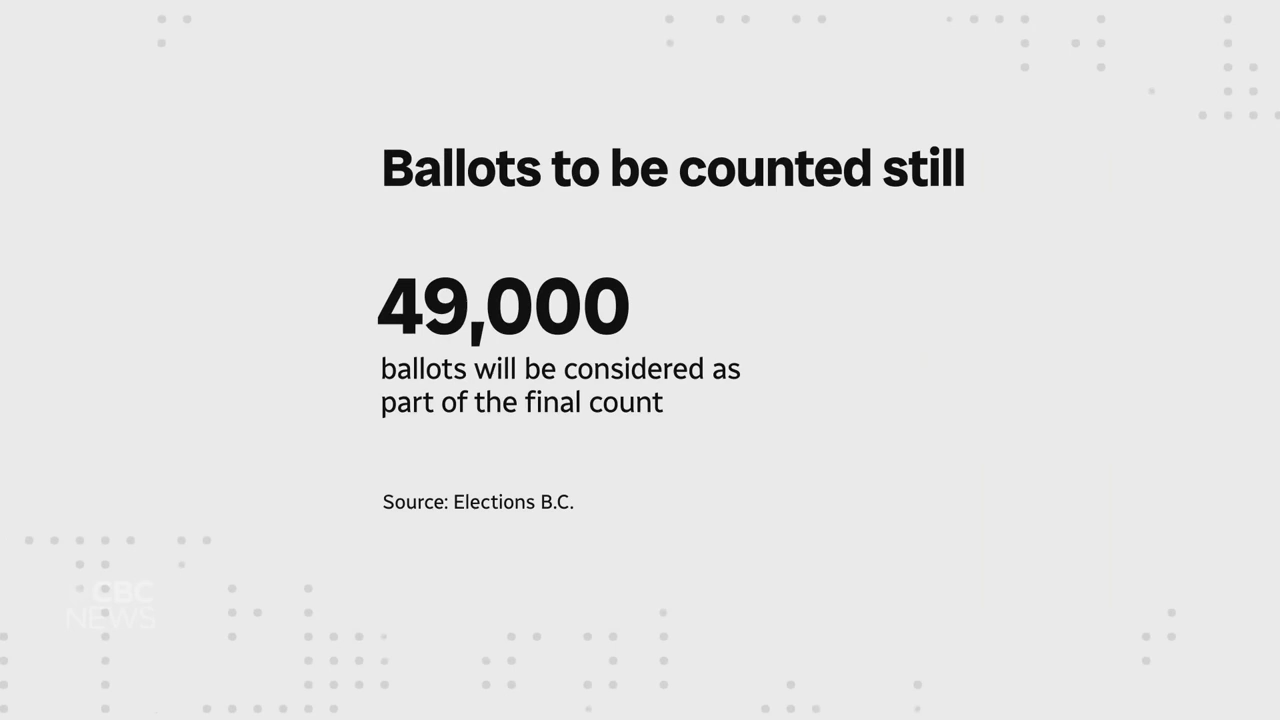 Ballots to be counted still
49,000
ballots will be considered as
part of the final count
Source: Elections B.C.
CBC
NEWS